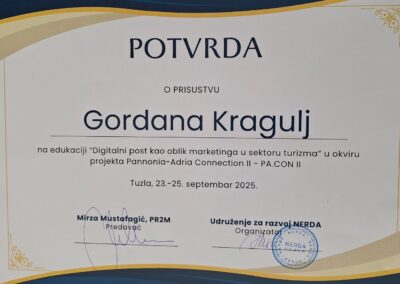 POTVRDA
O PRISUSTVU
Gordana Kragulj
na edukaciji "Digitalni post kao oblik marketinga u sektoru turizma" u okviru
projekta Pannonia-Adria Connection II - PA.CON II
Tuzla, 23.-25. septembar 2025.
Mirza Mustafagić, PR2M
Predavač
Udruženje za razvoj NERDA
Organizator
NERDA